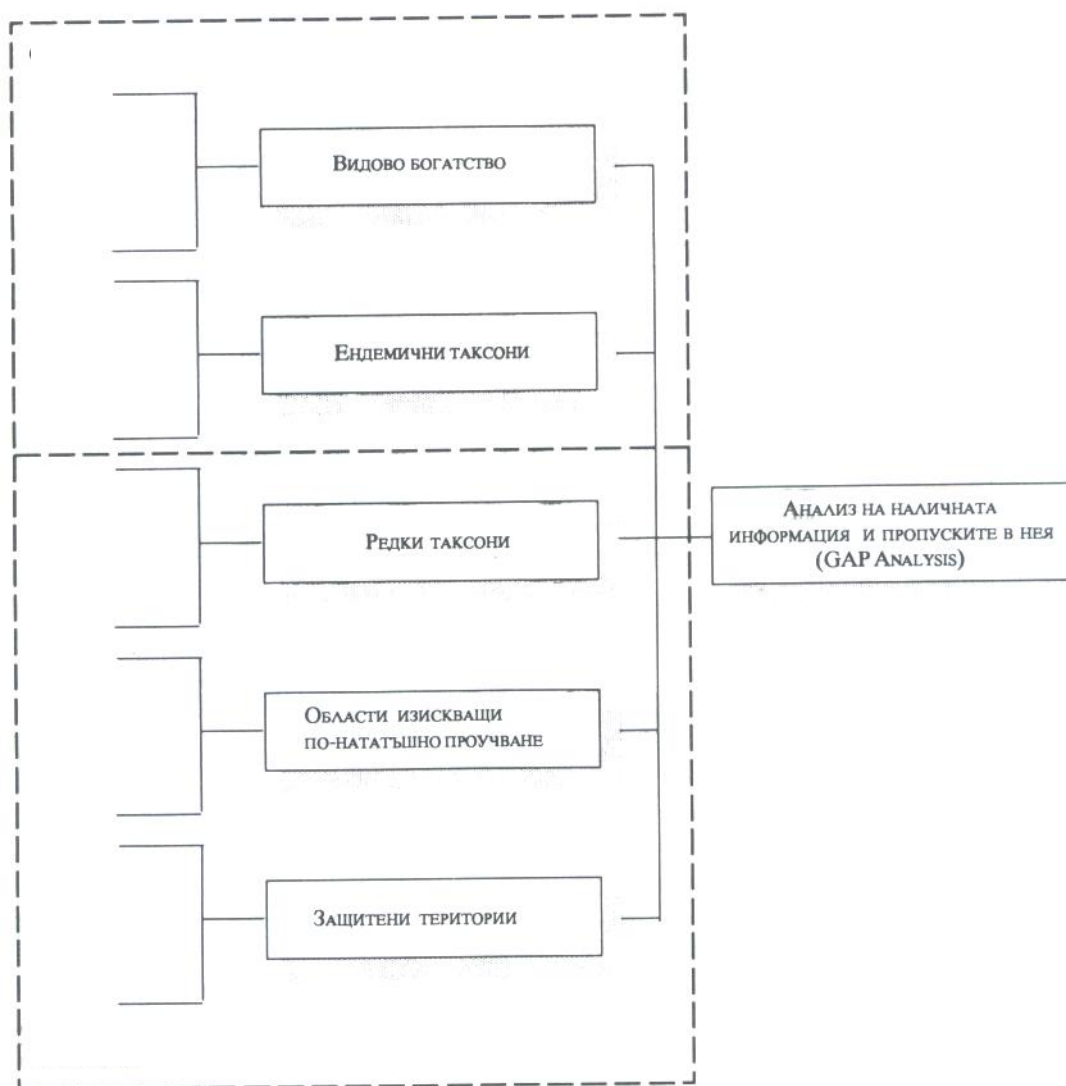 Видово богатство
Ендемични таксони
Редки таксони
Анализ на наличната
информация и пропуските в нея
(GAP Analysis)
Области изискващи
по-нататъшно проучване
Защитени територии